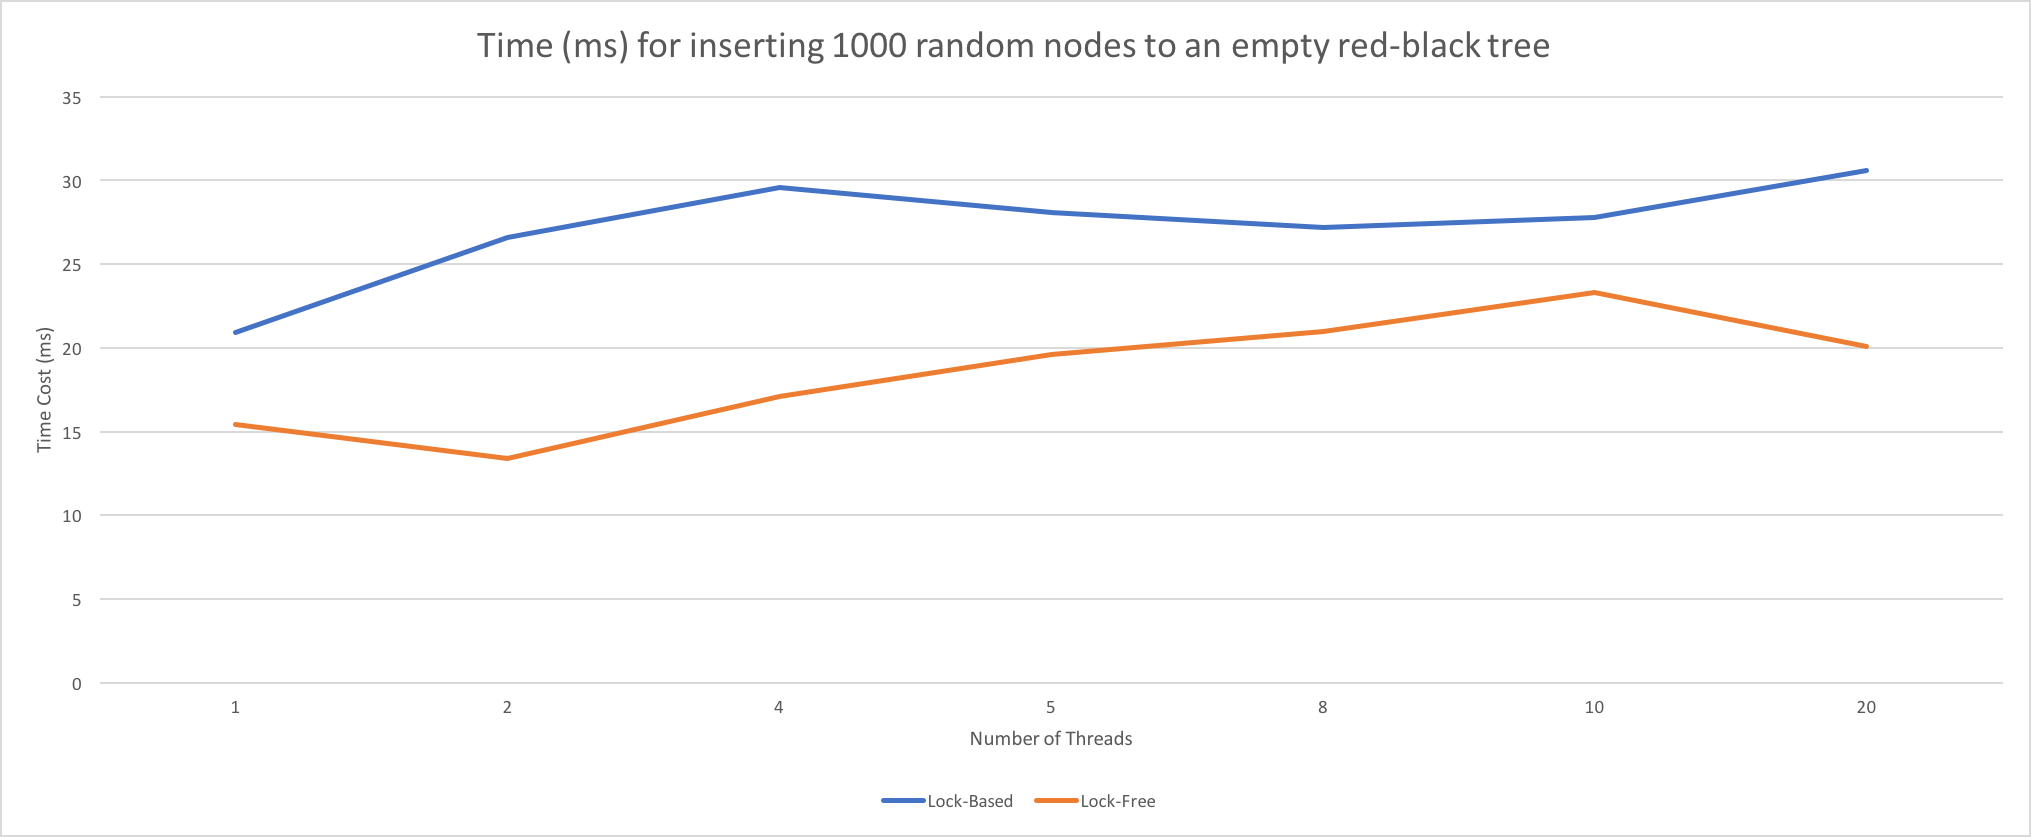 Time (ms) for inserting 1000 random nodes to an empty red-black tree
35
30
25
20
15
10
5
0
Time Cost (ms)
1 2 4 5 8 10 20
Number of Threads
Lock-Based Lock-Free